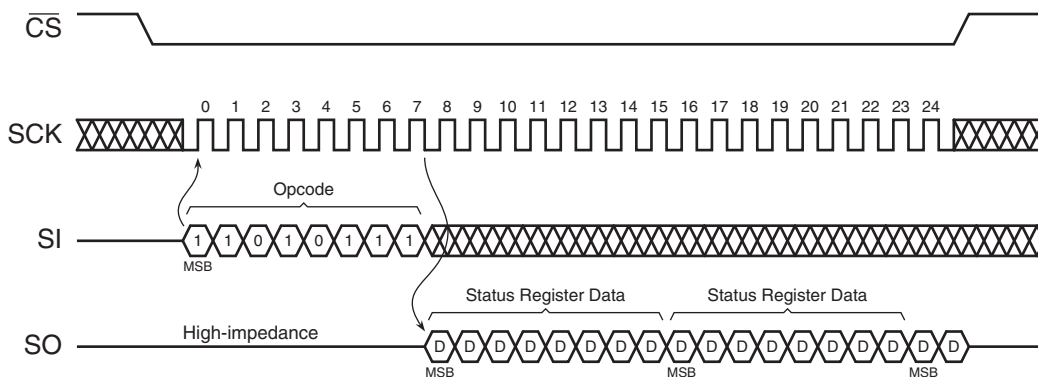 CS
0 1 2 3 4 5 6 7 8 9 10 11 12 13 14 15 16 17 18 19 20 21 22 23 24
SCK
Opcode
SI 1 1 0 1 0 1 1 1
MSB
Status Register Data Status Register Data
High-impedance
SO D D D D D D D D D D D D D D D D D D
MSB MSB MSB